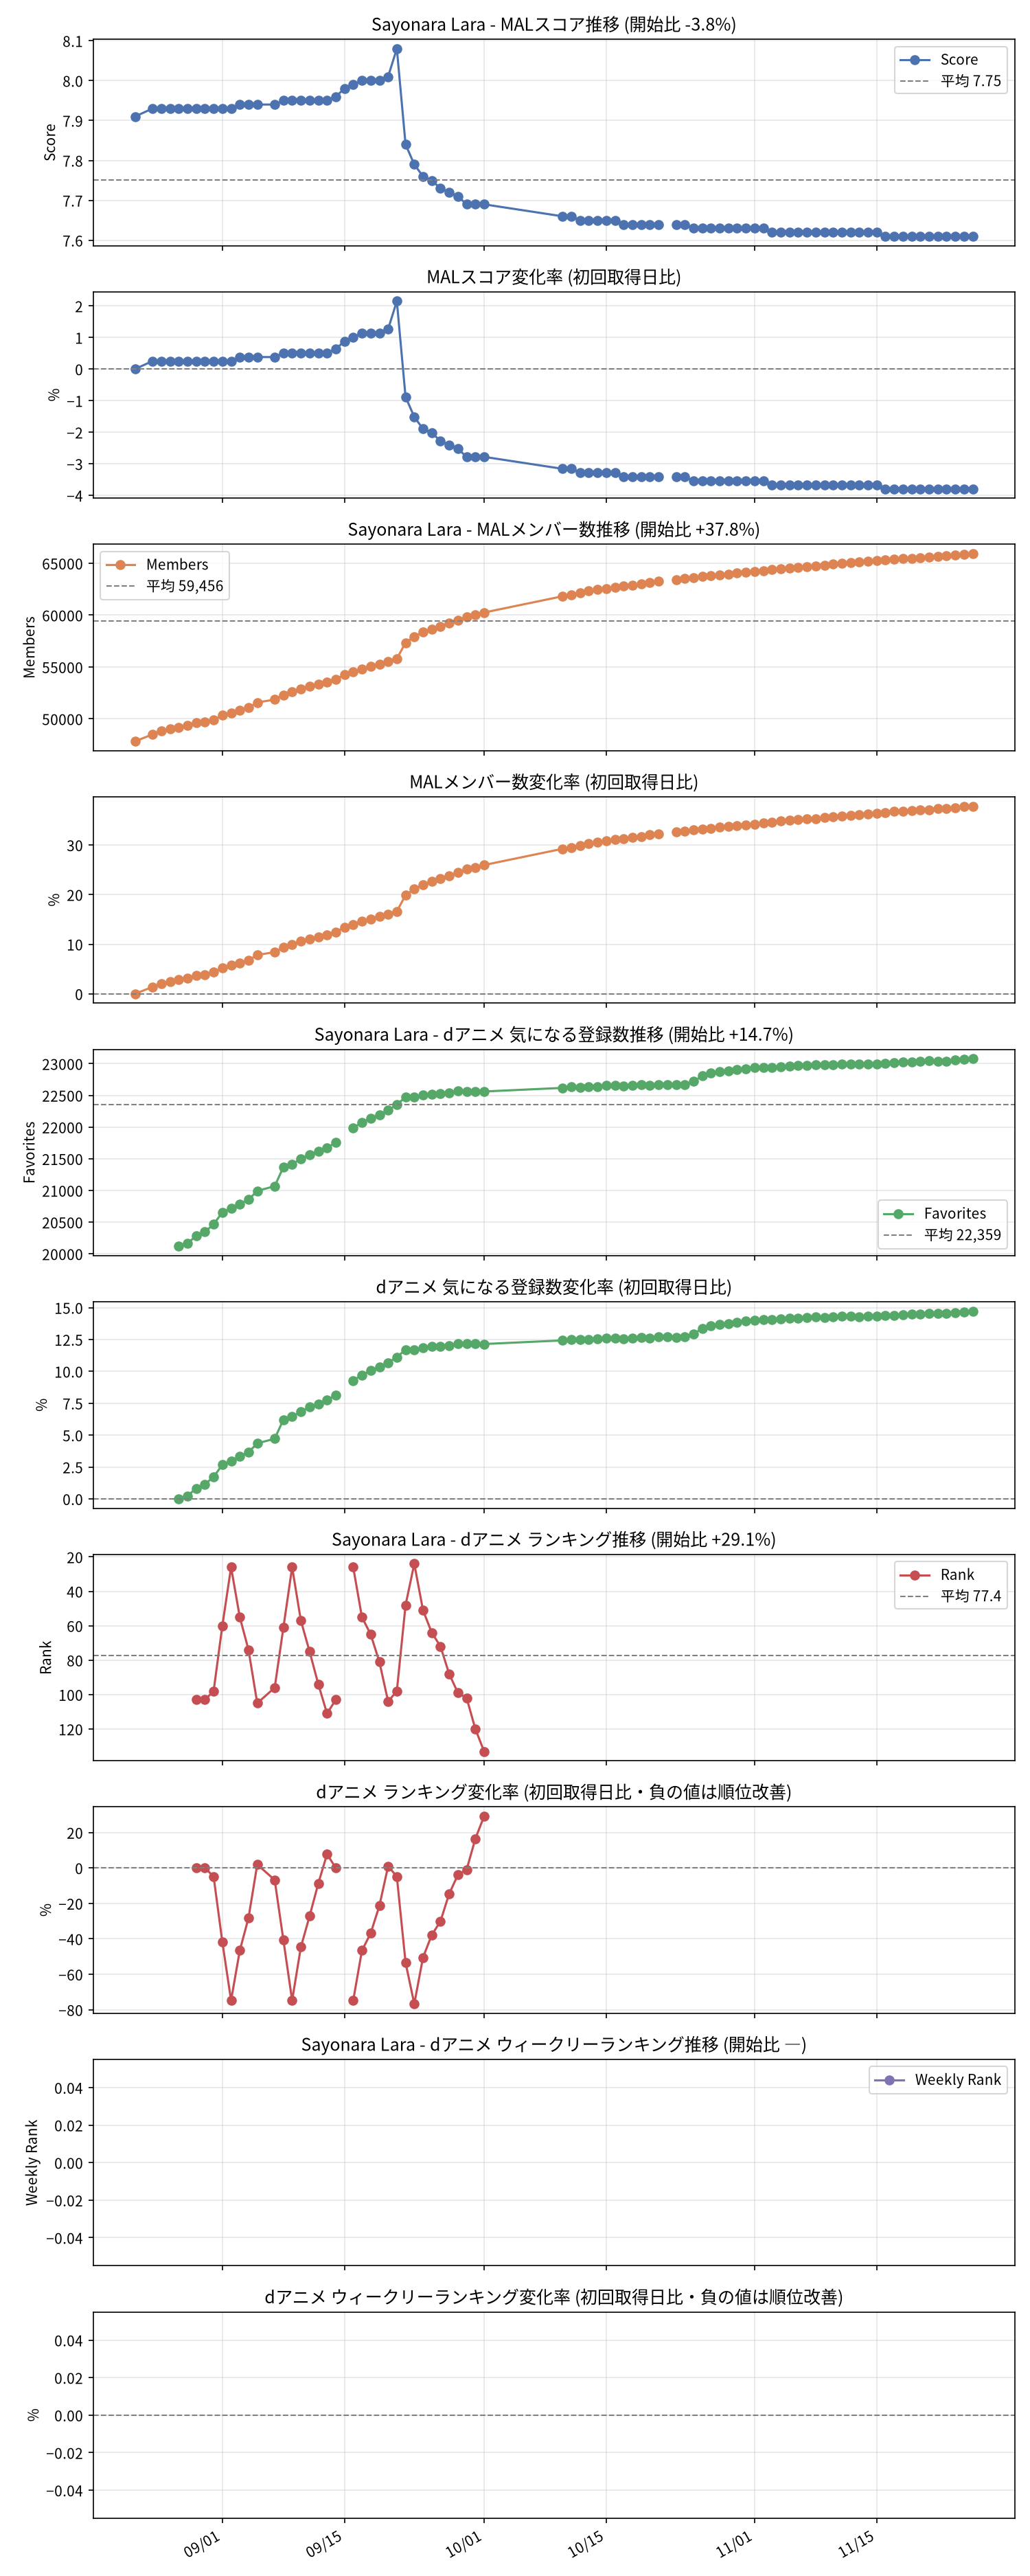 Sayonara Lara - MALスコア推移 (開始比 -3.8%)
8.1
8.0
7.9
7.8
7.7
7.6
Score
Score
平均 7.75
MALスコア変化率 (初回取得日比)
2
1
0
−1
−2
−3
−4
%
Sayonara Lara - MALメンバー数推移 (開始比 +37.8%)
65000
60000
55000
50000
Members
Members
平均 59,456
MALメンバー数変化率 (初回取得日比)
30
20
10
0
%
Sayonara Lara - dアニメ 気になる登録数推移 (開始比 +14.7%)
23000
22500
22000
21500
21000
20500
20000
Favorites
Favorites
平均 22,359
dアニメ 気になる登録数変化率 (初回取得日比)
15.0
12.5
10.0
7.5
5.0
2.5
0.0
%
Sayonara Lara - dアニメ ランキング推移 (開始比 +29.1%)
20
40
60
80
100
120
Rank
Rank
平均 77.4
dアニメ ランキング変化率 (初回取得日比・負の値は順位改善)
20
0
−20
−40
−60
−80
%
Sayonara Lara - dアニメ ウィークリーランキング推移 (開始比 —)
0.04
0.02
0.00
−0.02
−0.04
Weekly Rank
Weekly Rank
dアニメ ウィークリーランキング変化率 (初回取得日比・負の値は順位改善)
0.04
0.02
0.00
−0.02
−0.04
%
09/01
09/15
10/01
10/15
11/01
11/15